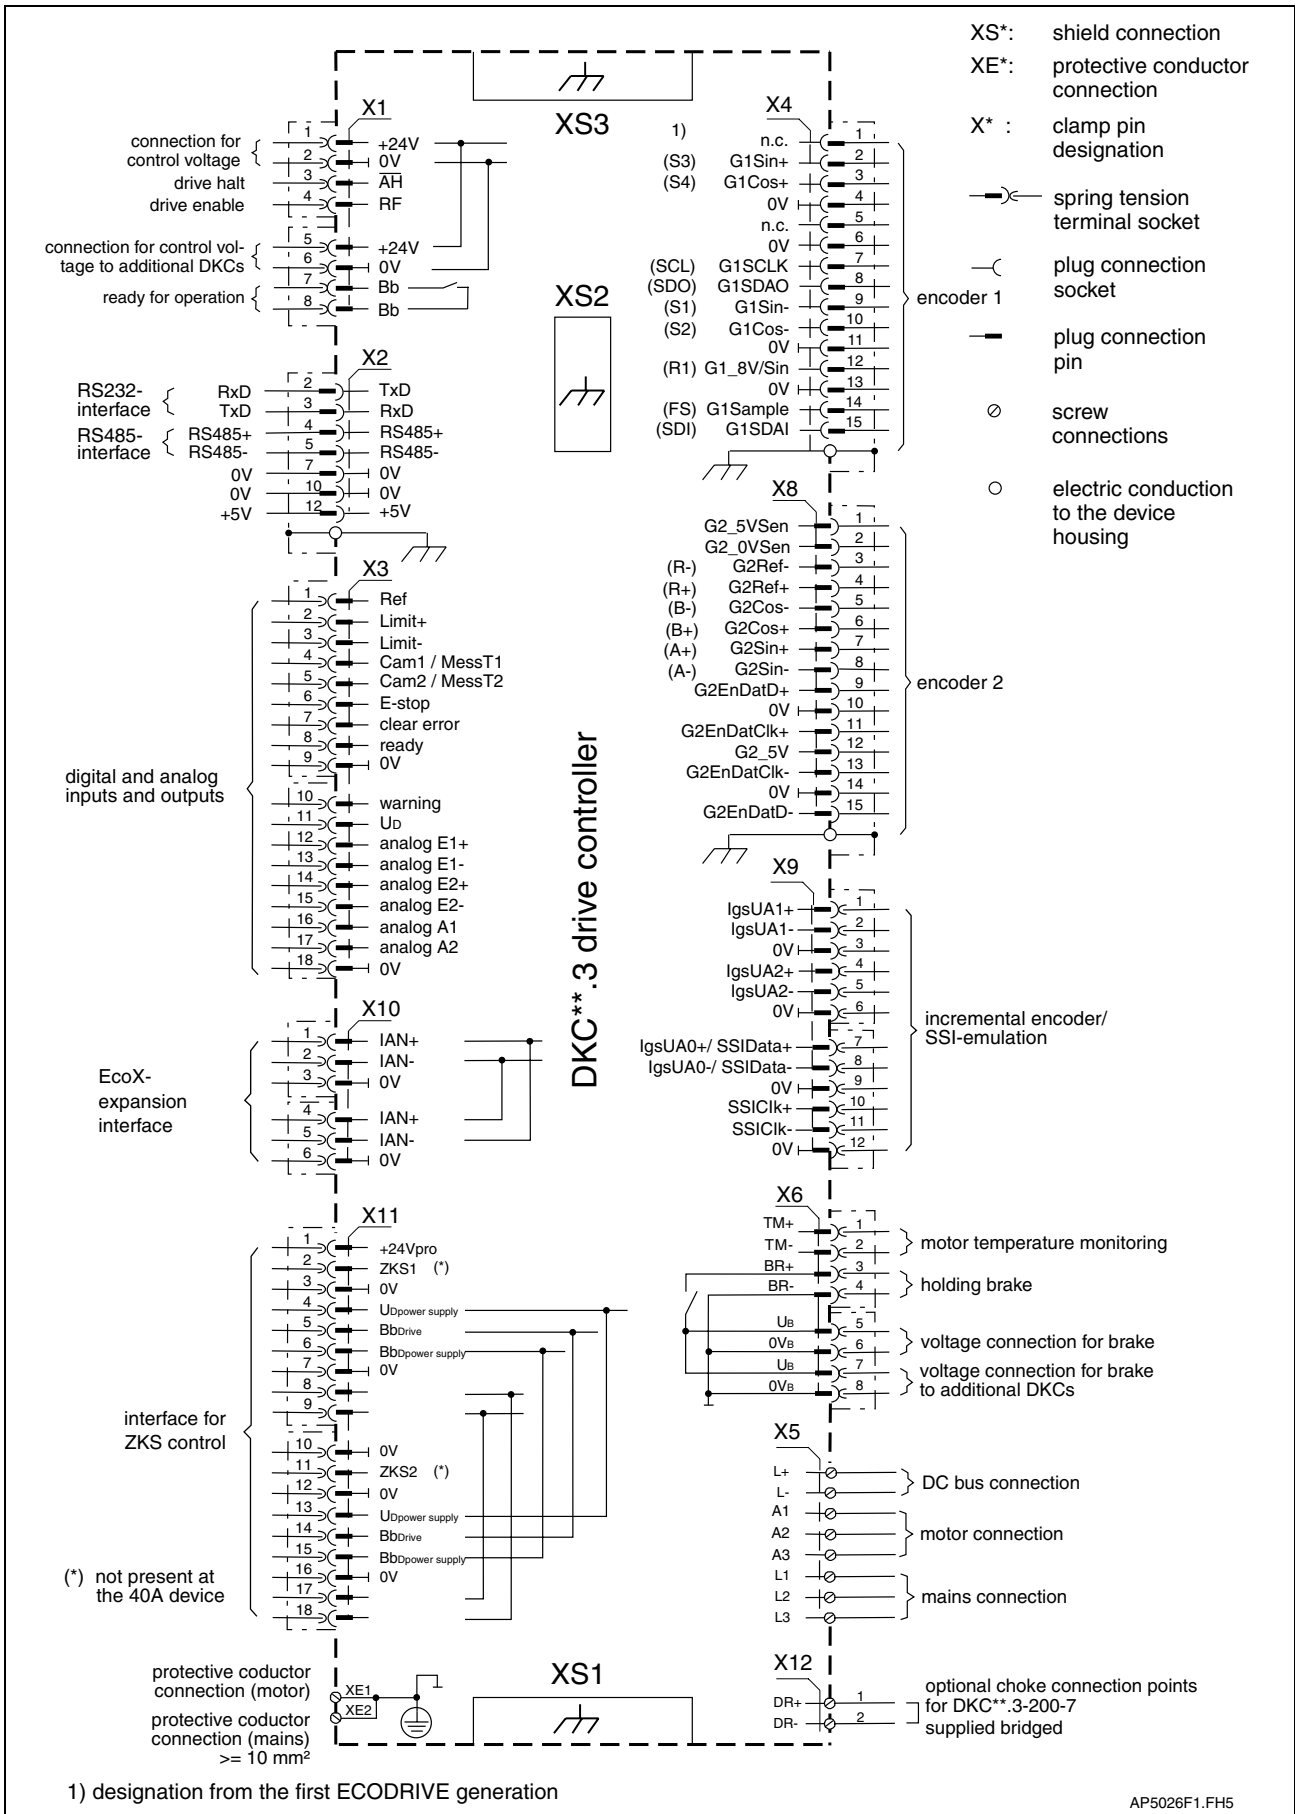 XS*: shield connection
XE*: protective conductor
connection
X* : clamp pin
designation
spring tension
terminal socket
plug connection
socket
plug connection
pin
screw
connections
electric conduction
to the device
housing
XS3
XS2
DKC**.3 drive controller
X1
connection for
control voltage
drive halt
drive enable
1 +24V
2 0V
3 AH
4 RF
connection for control vol-
tage to additional DKCs
ready for operation
5 +24V
6 0V
7 Bb
8 Bb
X2
RS232-
interface
RS485-
interface
RxD 2 TxD
TxD 3 RxD
RS485+ 4 RS485+
RS485- 5 RS485-
0V 7 0V
0V 10 0V
+5V 12 +5V
X3
digital and analog
inputs and outputs
1 Ref
2 Limit+
3 Limit-
4 Cam1 / MessT1
5 Cam2 / MessT2
6 E-stop
7 clear error
8 ready
9 0V
10 warning
11 UD
12 analog E1+
13 analog E1-
14 analog E2+
15 analog E2-
16 analog A1
17 analog A2
18 0V
X10
EcoX-
expansion
interface
1 IAN+
2 IAN-
3 0V
4 IAN+
5 IAN-
6 0V
X11
interface for
ZKS control
1 +24Vpro
2 ZKS1 (*)
3 0V
4 UDpower supply
5 BbDrive
6 BbDpower supply
7 0V
8
9
10 0V
11 ZKS2 (*)
12 0V
13 UDpower supply
14 BbDrive
15 BbDpower supply
16 0V
17
18
(*) not present at
the 40A device
protective coductor
connection (motor)
protective coductor
connection (mains)
>= 10 mm²
XE1
XE2
XS1
X4
1)
n.c. 1
(S3) G1Sin+ 2
(S4) G1Cos+ 3
0V 4
n.c. 5
0V 6
(SCL) G1SCLK 7
(SDO) G1SDAO 8
(S1) G1Sin- 9
(S2) G1Cos- 10
0V 11
(R1) G1_8V/Sin 12
0V 13
(FS) G1Sample 14
(SDI) G1SDAI 15
encoder 1
X8
G2_5VSen 1
G2_0VSen 2
(R-) G2Ref- 3
(R+) G2Ref+ 4
(B-) G2Cos- 5
(B+) G2Cos+ 6
(A+) G2Sin+ 7
(A-) G2Sin- 8
G2EnDatD+ 9
0V 10
G2EnDatClk+ 11
G2_5V 12
G2EnDatClk- 13
0V 14
G2EnDatD- 15
encoder 2
X9
IgsUA1+ 1
IgsUA1- 2
0V 3
IgsUA2+ 4
IgsUA2- 5
0V 6
IgsUA0+/ SSIData+ 7
IgsUA0-/ SSIData- 8
0V 9
SSIClk+ 10
SSIClk- 11
0V 12
incremental encoder/
SSI-emulation
X6
TM+ 1
TM- 2
BR+ 3
BR- 4
UB 5
0VB 6
UB 7
0VB 8
motor temperature monitoring
holding brake
voltage connection for brake
voltage connection for brake
to additional DKCs
X5
L+
L-
A1
A2
A3
L1
L2
L3
DC bus connection
motor connection
mains connection
X12
DR+ 1
DR- 2
optional choke connection points
for DKC**.3-200-7
supplied bridged
1) designation from the first ECODRIVE generation
AP5026F1.FH5